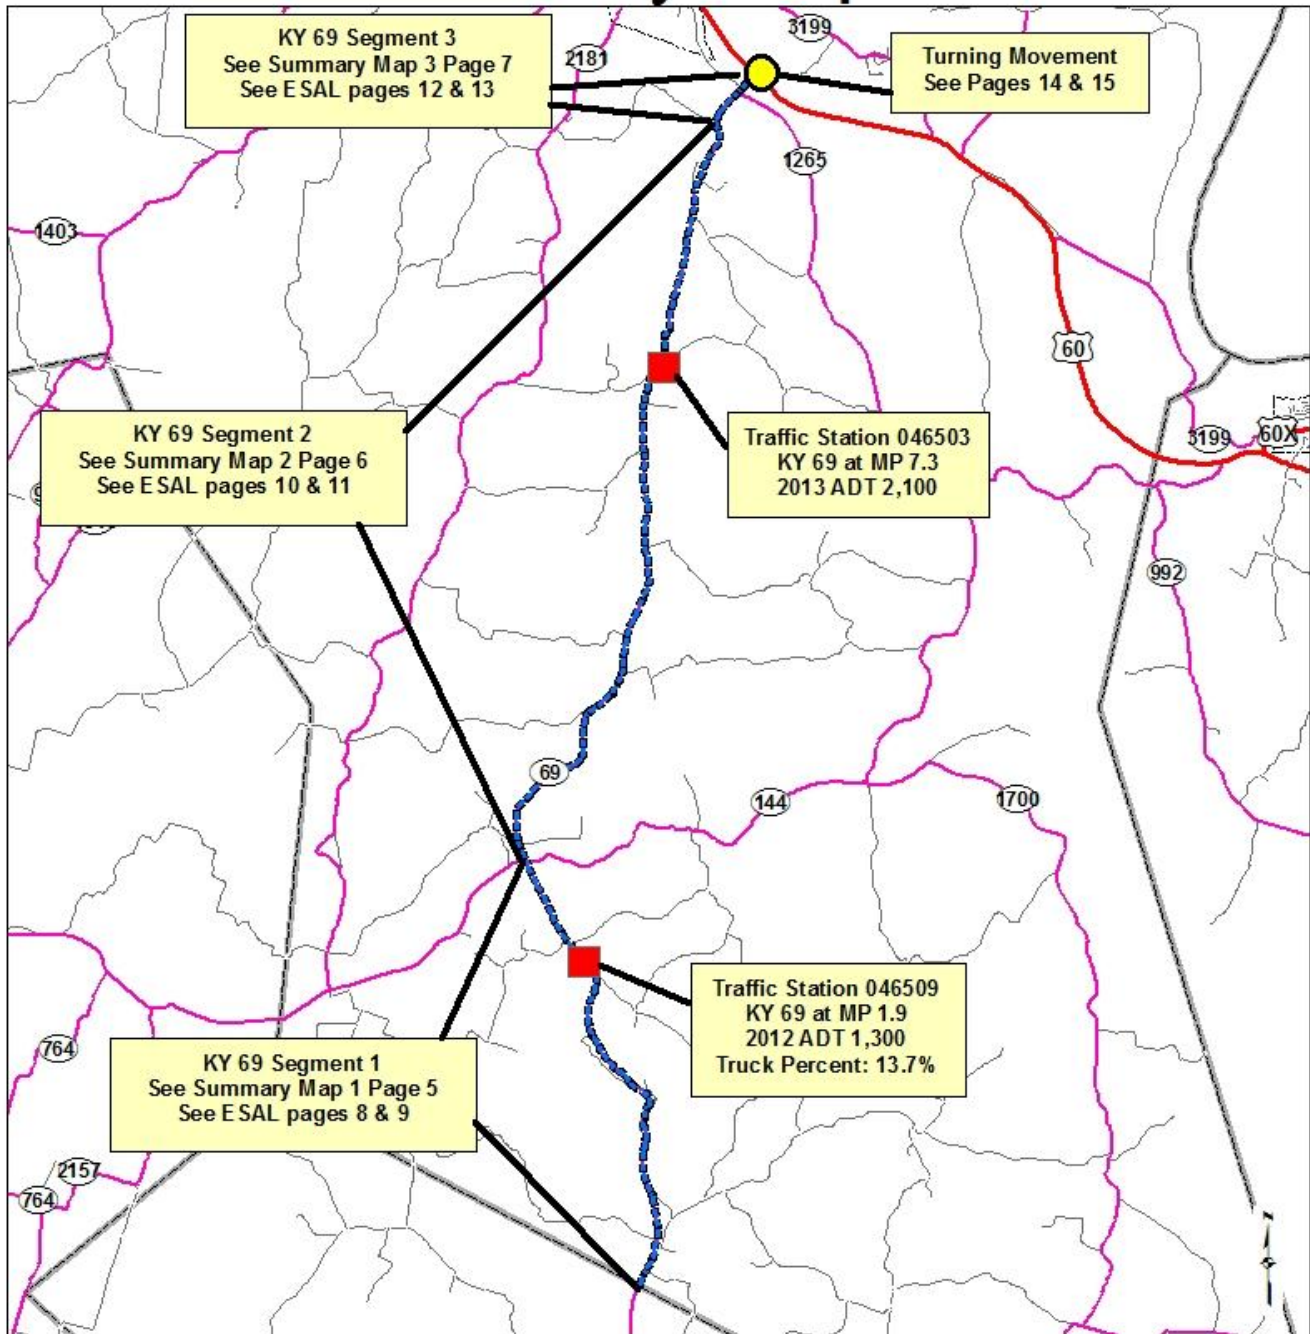 KY 69 Segment 3
See Summary Map 3 Page 7
See ESAL pages 12 & 13
2181
3199
Turning Movement
See Pages 14 & 15
1265
1403
60
KY 69 Segment 2
See Summary Map 2 Page 6
See ESAL pages 10 & 11
Traffic Station 046503
KY 69 at MP 7.3
2013 ADT 2,100
3199
60X
992
69
144
1700
Traffic Station 046509
KY 69 at MP 1.9
2012 ADT 1,300
Truck Percent: 13.7%
764
KY 69 Segment 1
See Summary Map 1 Page 5
See ESAL pages 8 & 9
2157
764